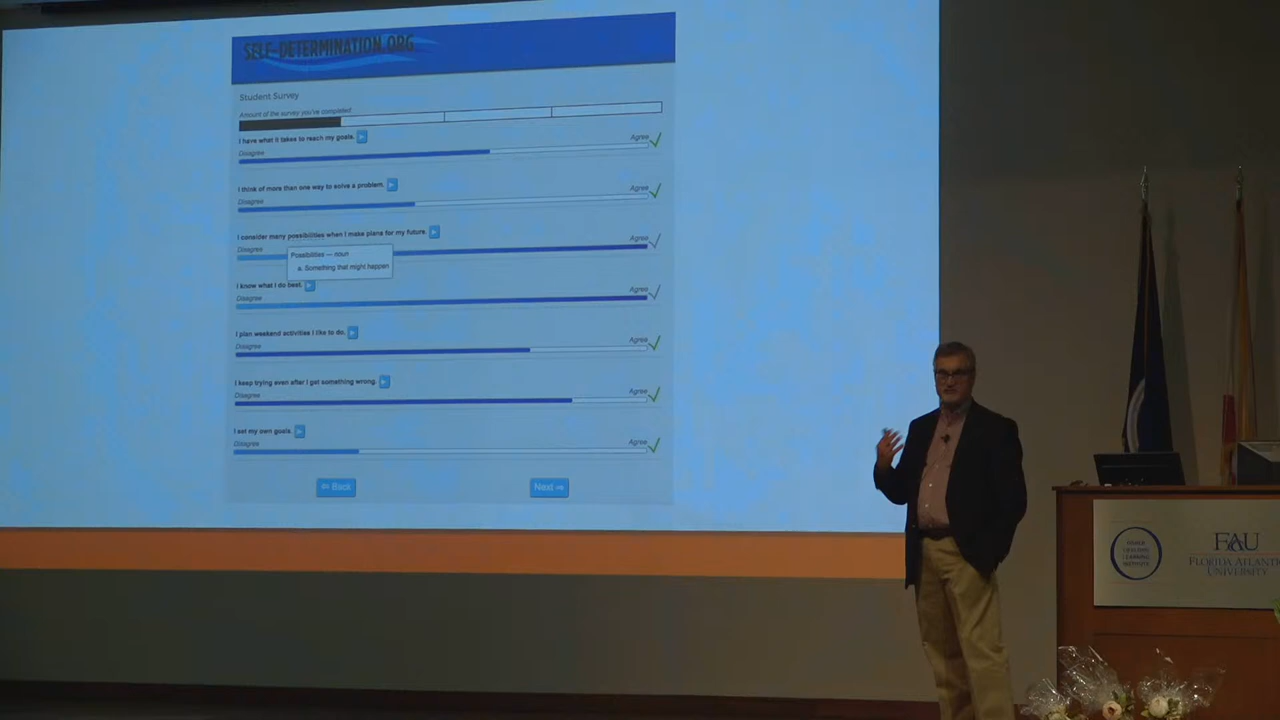 SELF-DETERMINATION.ORG
Student Survey
Amount of the survey you've completed:
I have what it takes to reach my goals.
Disagree Agree
I think of more than one way to solve a problem.
Disagree Agree
I consider many possibilities when I make plans for my future.
Disagree Agree
Possibilities — noun
a. Something that might happen
I know what I do best.
Disagree Agree
I plan weekend activities I like to do.
Disagree Agree
I keep trying even after I get something wrong.
Disagree Agree
I set my own goals.
Disagree Agree
⇐ Back Next ⇒
LEARNING
INSTITUTE
FAU
FLORIDA ATLANTIC
UNIVERSITY